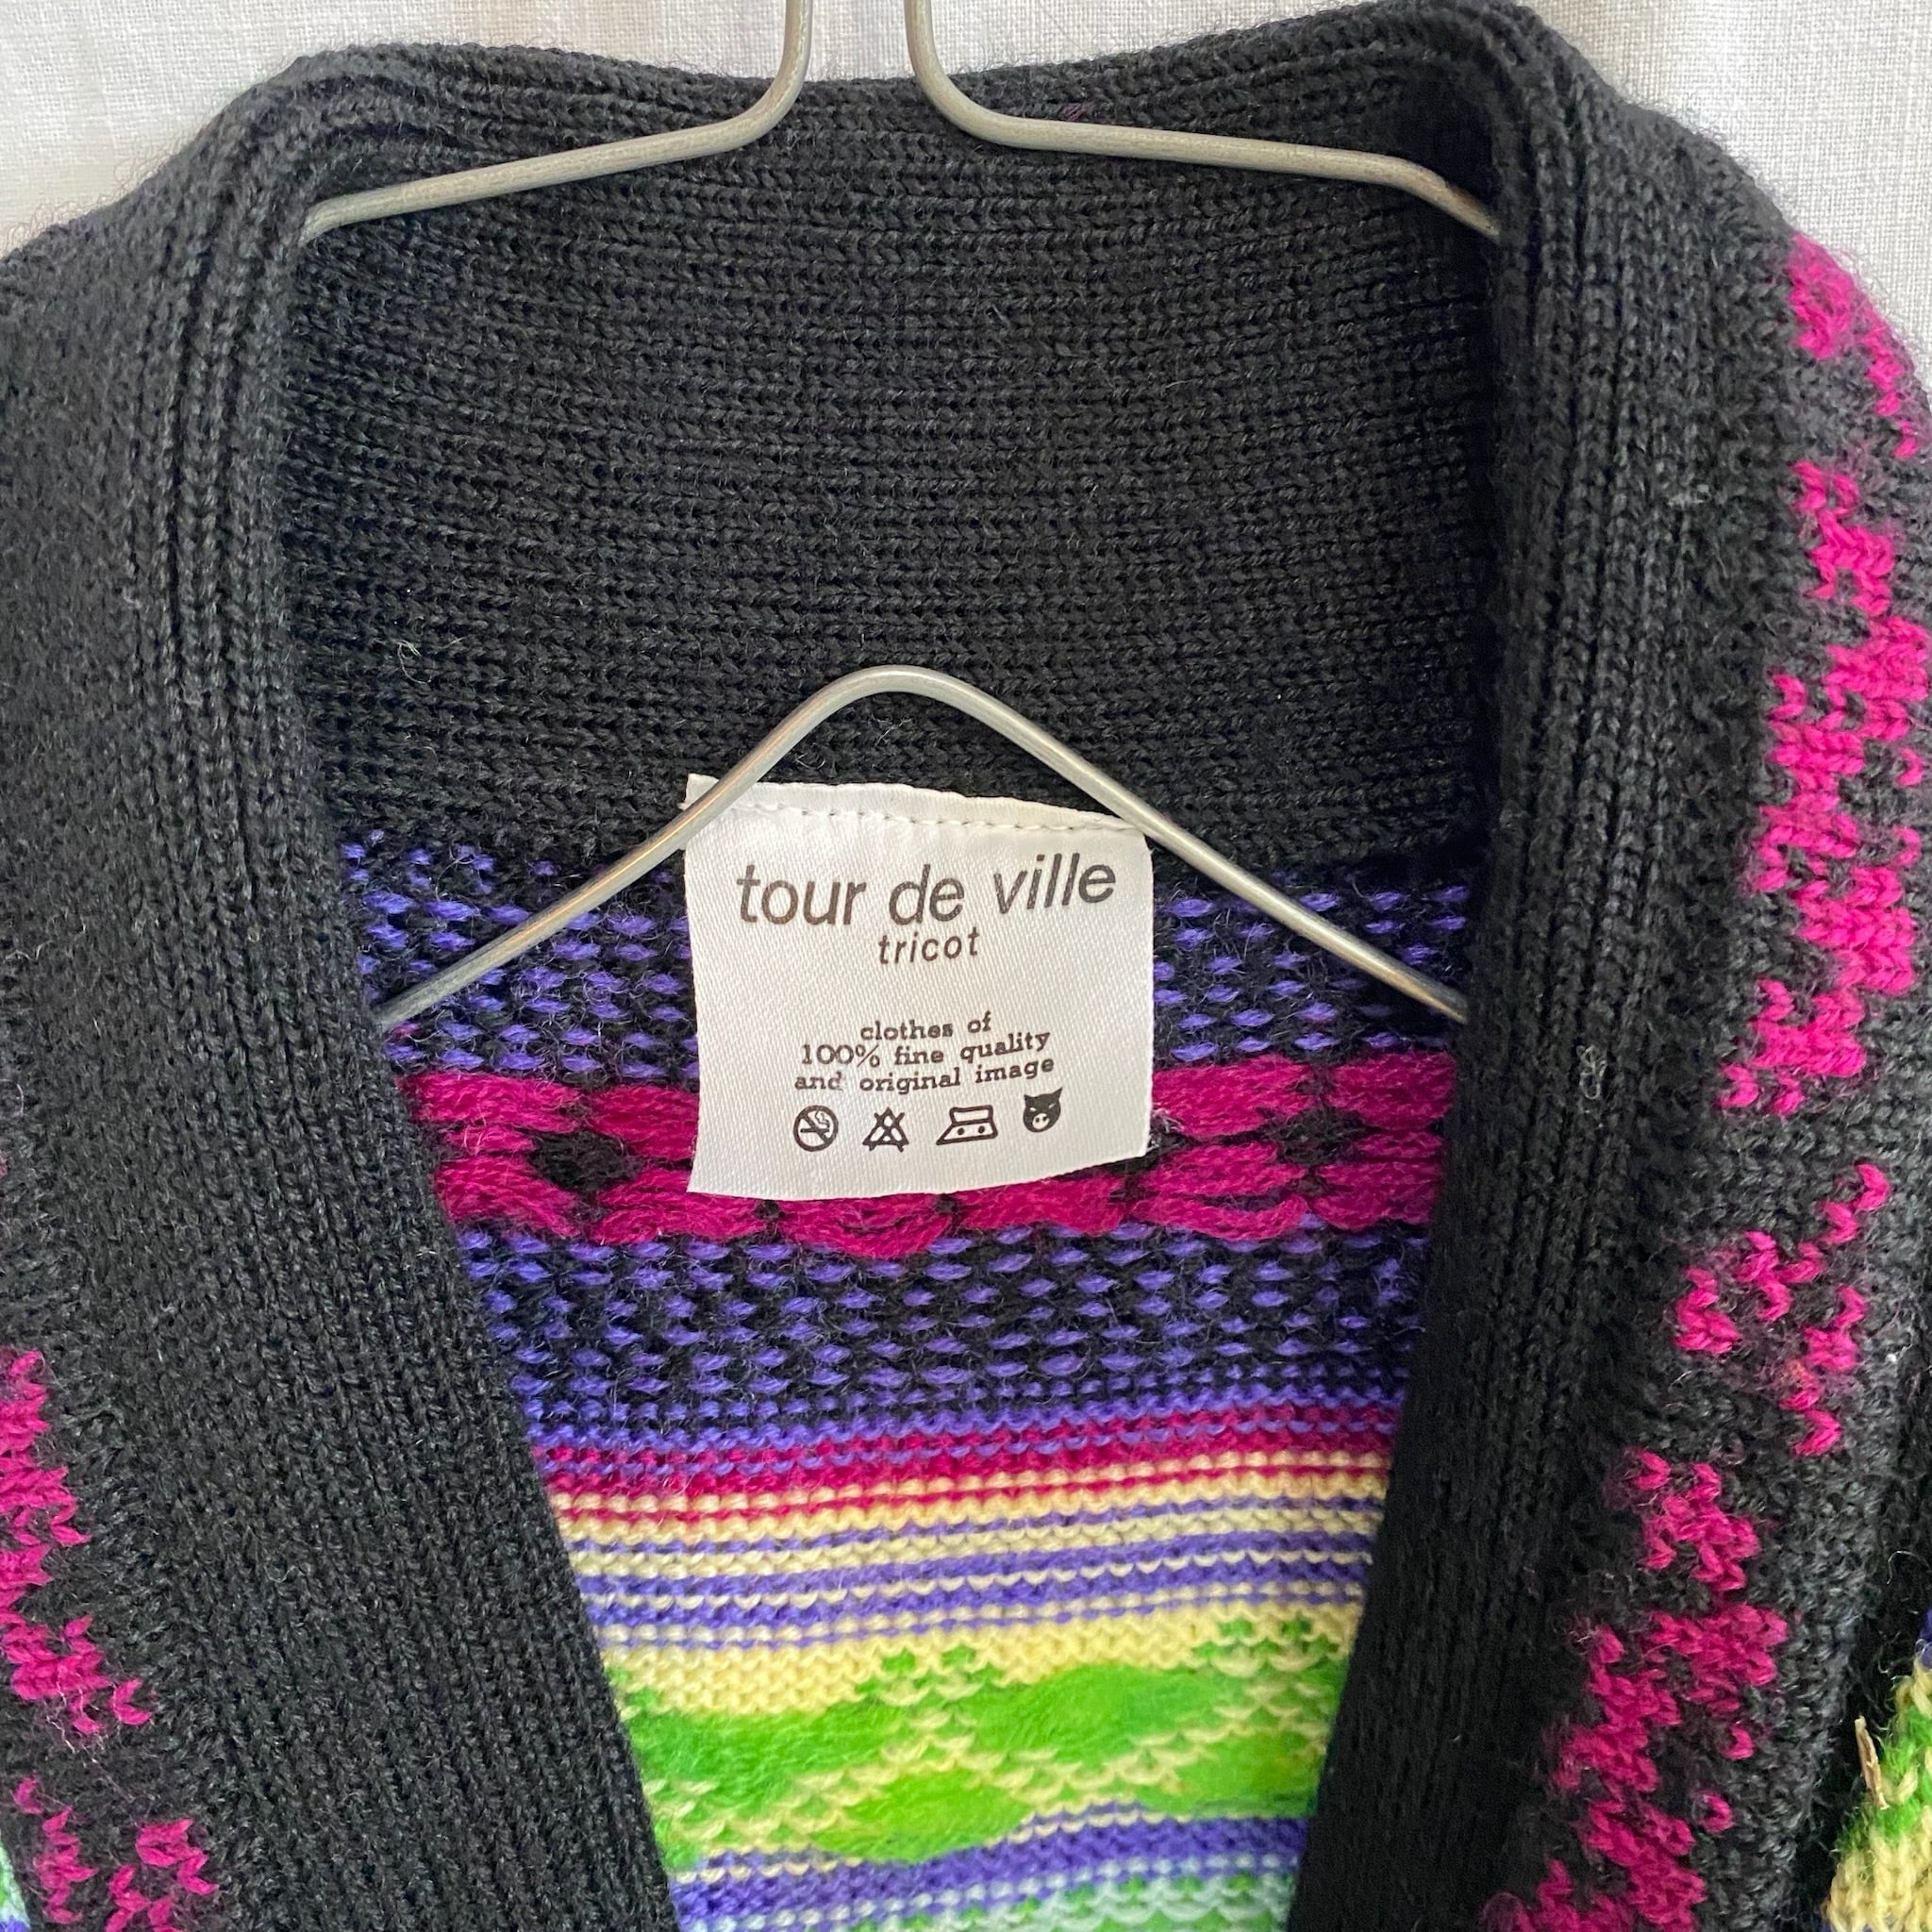 tour de ville
tricot
clothes of
100% fine quality
and original image